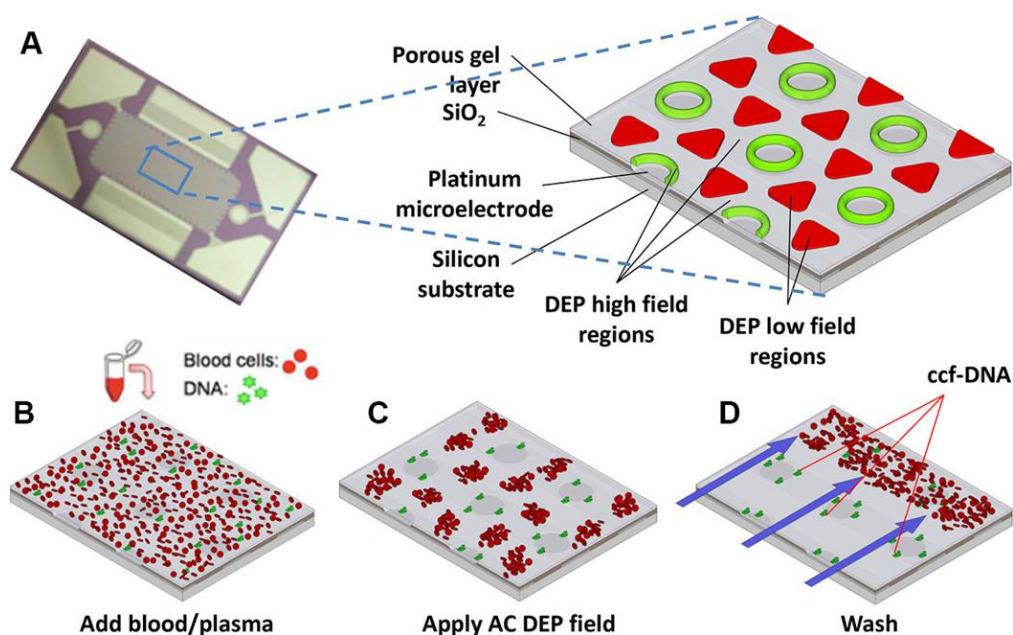 A
Porous gel
layer
SiO₂
Platinum
microelectrode
Silicon
substrate
DEP high field
regions
DEP low field
regions
Blood cells:
DNA:
ccf-DNA
B
C
D
Add blood/plasma
Apply AC DEP field
Wash